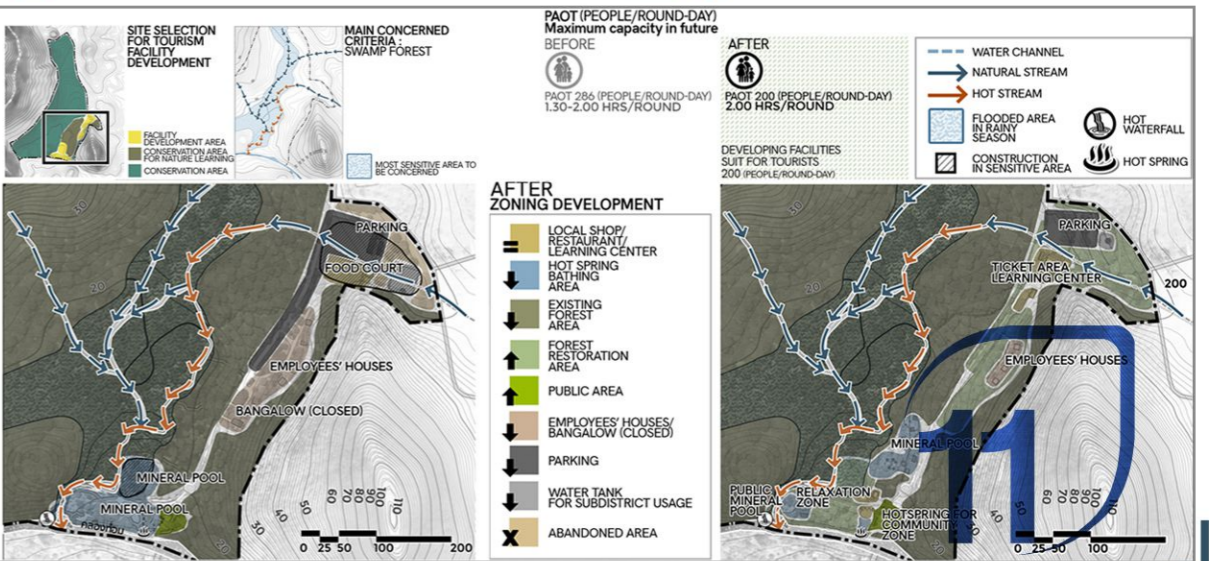 SITE SELECTION
FOR TOURISM
FACILITY
DEVELOPMENT
FACILITY
DEVELOPMENT AREA
CONSERVATION AREA
FOR NATURE LEARNING
CONSERVATION AREA
MAIN CONCERNED
CRITERIA :
SWAMP FOREST
MOST SENSITIVE AREA TO
BE CONCERNED
PAOT (PEOPLE/ROUND-DAY)
Maximum capacity in future
BEFORE
PAOT 286 (PEOPLE/ROUND-DAY)
1.30-2.00 HRS/ROUND
AFTER
PAOT 200 (PEOPLE/ROUND-DAY)
2.00 HRS/ROUND
DEVELOPING FACILITIES
SUIT FOR TOURISTS
200 (PEOPLE/ROUND-DAY)
WATER CHANNEL
NATURAL STREAM
HOT STREAM
FLOODED AREA
IN RAINY
SEASON
CONSTRUCTION
IN SENSITIVE AREA
HOT
WATERFALL
HOT SPRING
30
20
PARKING
FOOD COURT
EMPLOYEES' HOUSES
BANGALOW (CLOSED)
MINERAL POOL
MINERAL POOL
20
30
40
50
60
70
80
90
100
110
0 25 50 100 200
AFTER
ZONING DEVELOPMENT
LOCAL SHOP/
RESTAURANT/
LEARNING CENTER
HOT SPRING
BATHING
AREA
EXISTING
FOREST
AREA
FOREST
RESTORATION
AREA
PUBLIC AREA
EMPLOYEES' HOUSES/
BANGALOW (CLOSED)
PARKING
WATER TANK
FOR SUBDISTRICT USAGE
ABANDONED AREA
30
20
PARKING
TICKET AREA
LEARNING CENTER
200
EMPLOYEES' HOUSES
MINERAL POOL
PUBLIC
MINERAL
POOL
RELAXATION
ZONE
HOTSPRING FOR
COMMUNITY
ZONE
20
30
40
50
60
70
80
90
100
110
0 25 50 100
11